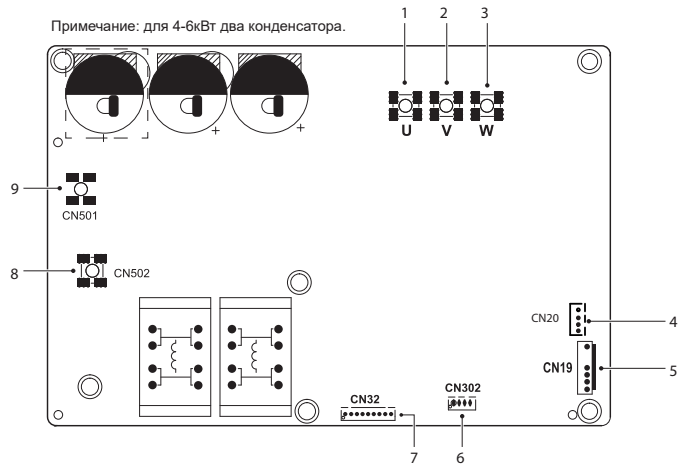 Примечание: для 4-6кВт два конденсатора.
1 2 3
U V W
9
CN501
8
CN502
CN20
4
CN19
5
CN302
CN32
7
6